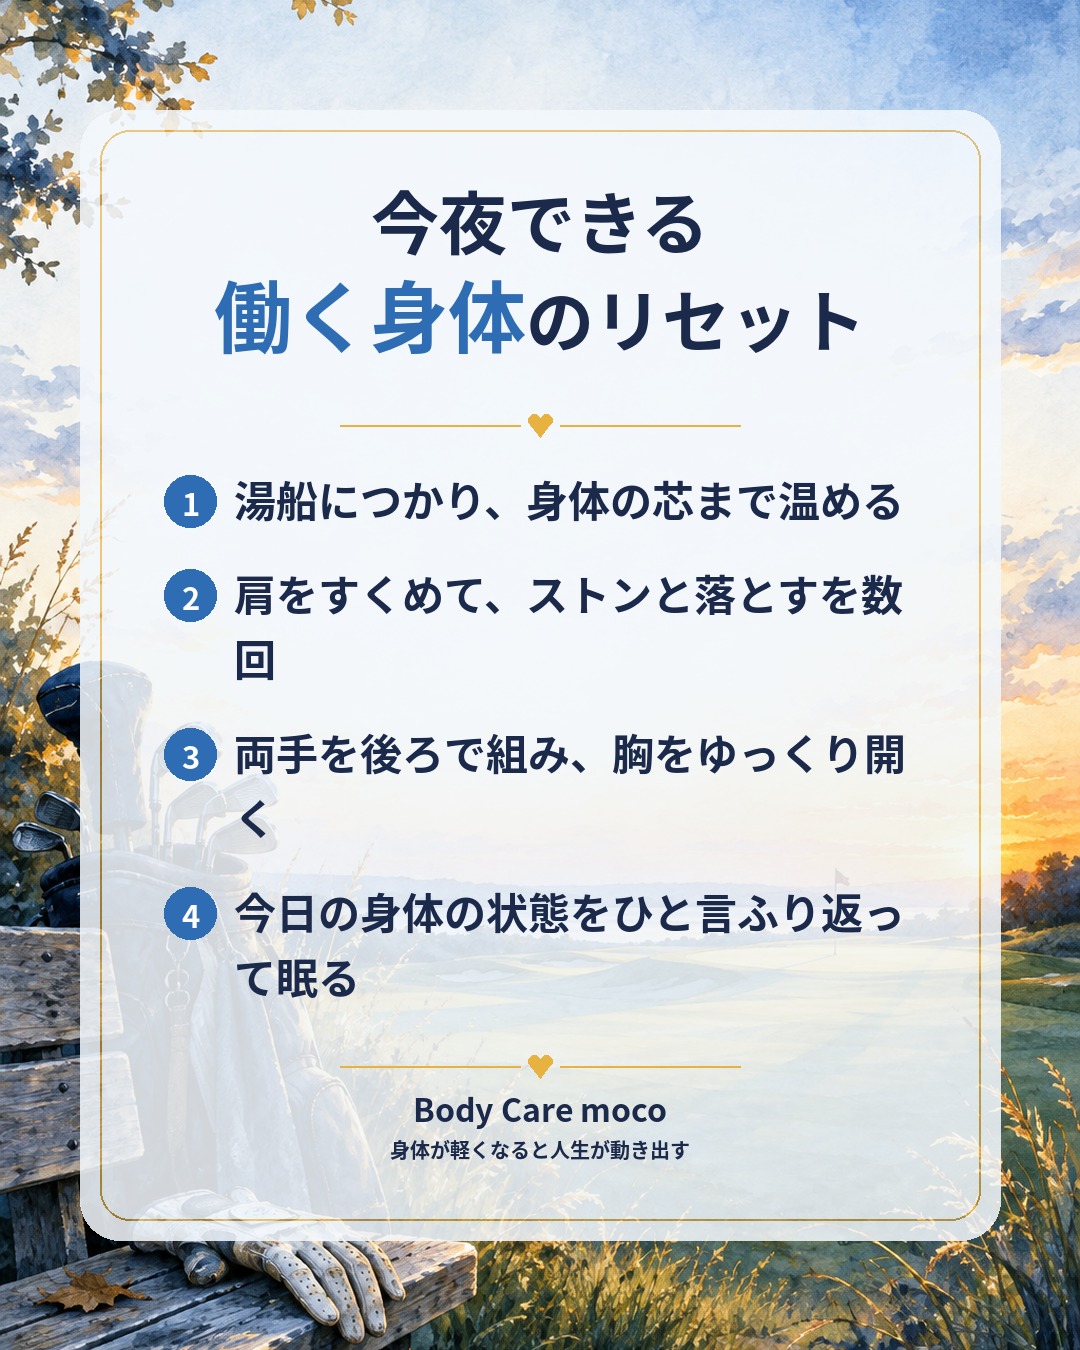 今夜できる
働く身体のリセット
1 湯船につかり、身体の芯まで温める
2 肩をすくめて、ストンと落とすを数
回
3 両手を後ろで組み、胸をゆっくり開
く
4 今日の身体の状態をひと言ふり返っ
て眠る
Body Care moco
身体が軽くなると人生が動き出す